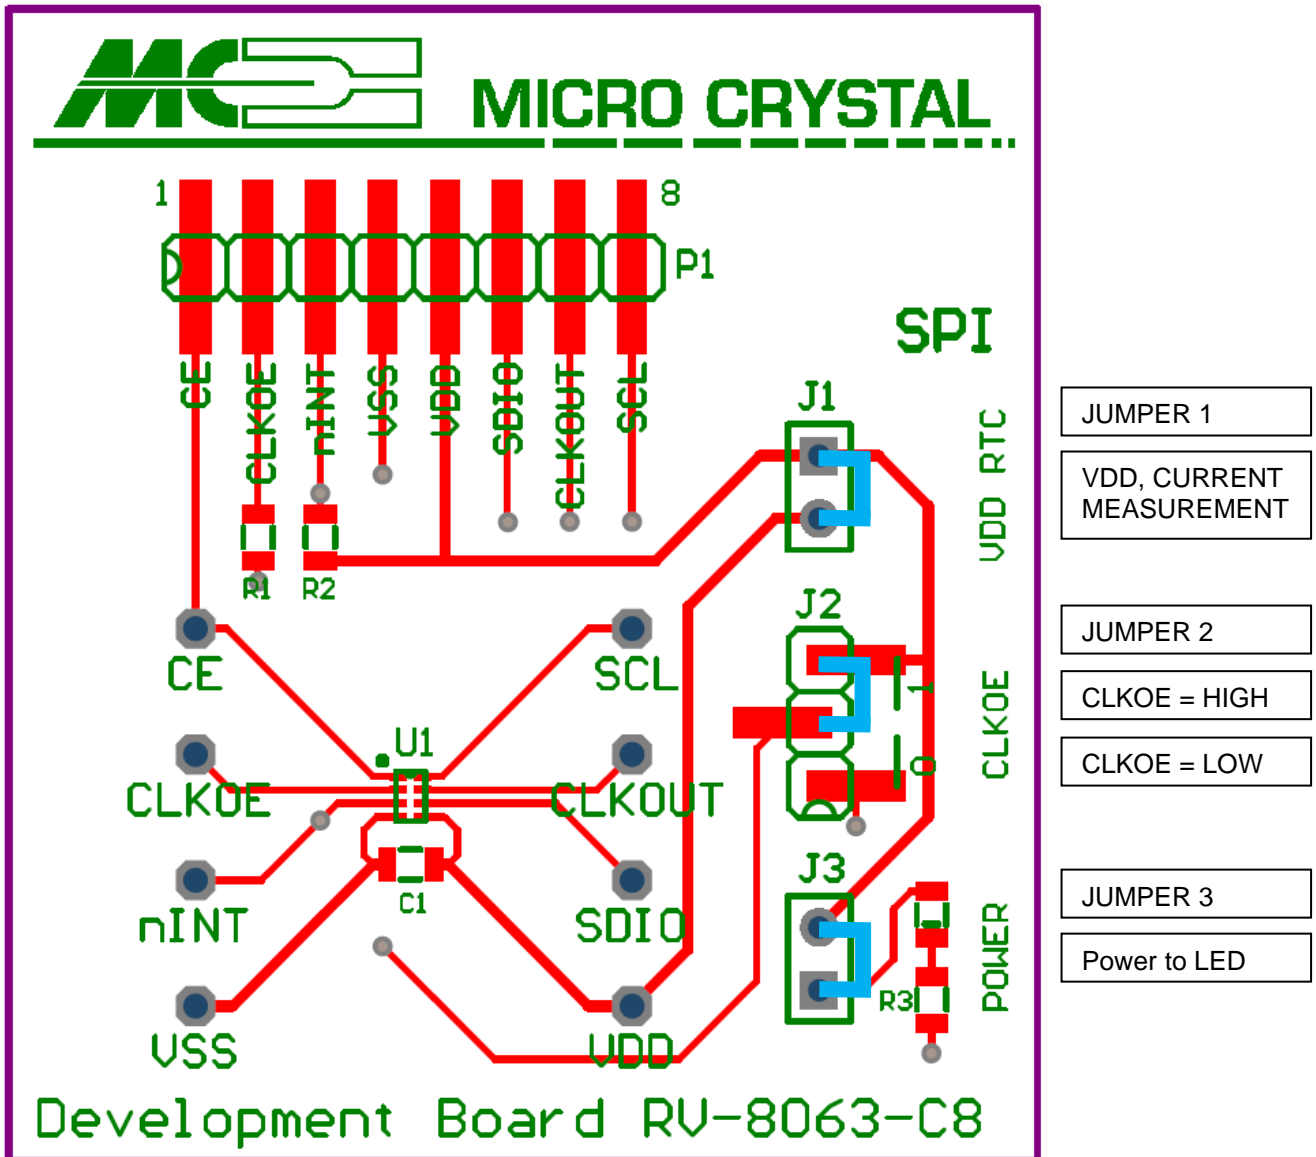 MC
MICRO CRYSTAL
1
8
P1
CE
CLKOE
nINT
VSS
VDD
SDIO
CLKOUT
SCL
SPI
J1
VDD RTC
R1
R2
CE
SCL
J2
1
0
CLKOE
U1
CLKOE
CLKOUT
C1
nINT
SDIO
J3
R3
POWER
VSS
VDD
Development Board RV-8063-C8
JUMPER 1
VDD, CURRENT
MEASUREMENT
JUMPER 2
CLKOE = HIGH
CLKOE = LOW
JUMPER 3
Power to LED